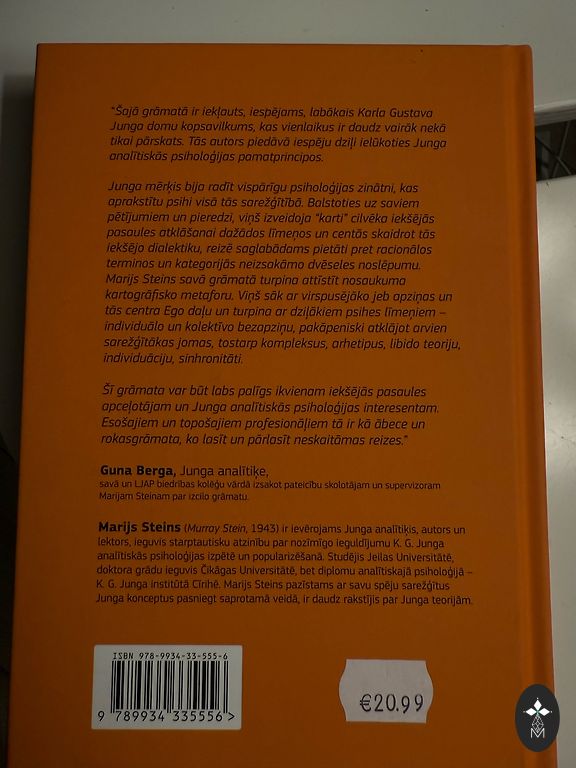 "Šajā grāmatā ir iekļauts, iespējams, labākais Karla Gustava
Junga domu kopsavilkums, kas vienlaikus ir daudz vairāk nekā
tikai pārskats. Tās autors piedāvā iespēju dziļi ielūkoties Junga
analītiskās psiholoģijas pamatprincipos.
Junga mērķis bija radīt vispārīgu psiholoģijas zinātni, kas
aprakstītu psihi visā tās sarežģītībā. Balstoties uz saviem
pētījumiem un pieredzi, viņš izveidoja "karti" cilvēka iekšējās
pasaules atklāšanai dažādos līmeņos un centās skaidrot tās
iekšējo dialektiku, reizē saglabādams pietāti pret racionālos
terminos un kategorijās neizsakāmo dvēseles noslēpumu.
Marijs Steins savā grāmatā turpina attīstīt nosaukuma
kartogrāfisko metaforu. Viņš sāk ar virspusējāko jeb apziņas un
tās centra Ego daļu un turpina ar dziļākiem psihes līmeņiem –
individuālo un kolektīvo bezapziņu, pakāpeniski atklājot arvien
sarežģītākas jomas, tostarp kompleksus, arhetipus, libido teoriju,
individuāciju, sinhronitāti.
Šī grāmata var būt labs palīgs ikvienam iekšējās pasaules
apceļotājam un Junga analītiskās psiholoģijas interesentam.
Esošajiem un topošajiem profesionāļiem tā ir kā ābece un
rokasgrāmata, ko lasīt un pārlasīt neskaitāmas reizes."
Guna Berga, Junga analītiķe,
savā un LJAP biedrības kolēģu vārdā izsakot pateicību skolotājam un supervizoram
Marijam Steinam par izcilo grāmatu.
Marijs Steins (Murray Stein, 1943) ir ievērojams Junga analītiķis, autors un
lektors, ieguvis starptautisku atzinību par nozīmīgo ieguldījumu K. G. Junga
analītiskās psiholoģijas izpētē un popularizēšanā. Studējis Jeilas Universitātē,
doktora grādu ieguvis Čikāgas Universitātē, bet diplomu analītiskajā psiholoģijā –
K. G. Junga institūtā Cīrihē. Marijs Steins pazīstams ar savu spēju sarežģītus
Junga konceptus pasniegt saprotamā veidā, ir daudz rakstījis par Junga teorijām.
ISBN 978-9934-33-555-6
9 789934 335556 >
€20.99